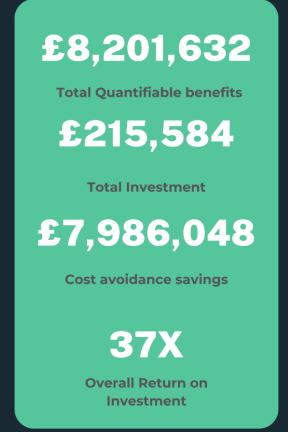 £8,201,632
Total Quantifiable benefits
£215,584
Total Investment
£7,986,048
Cost avoidance savings
37X
Overall Return on
Investment